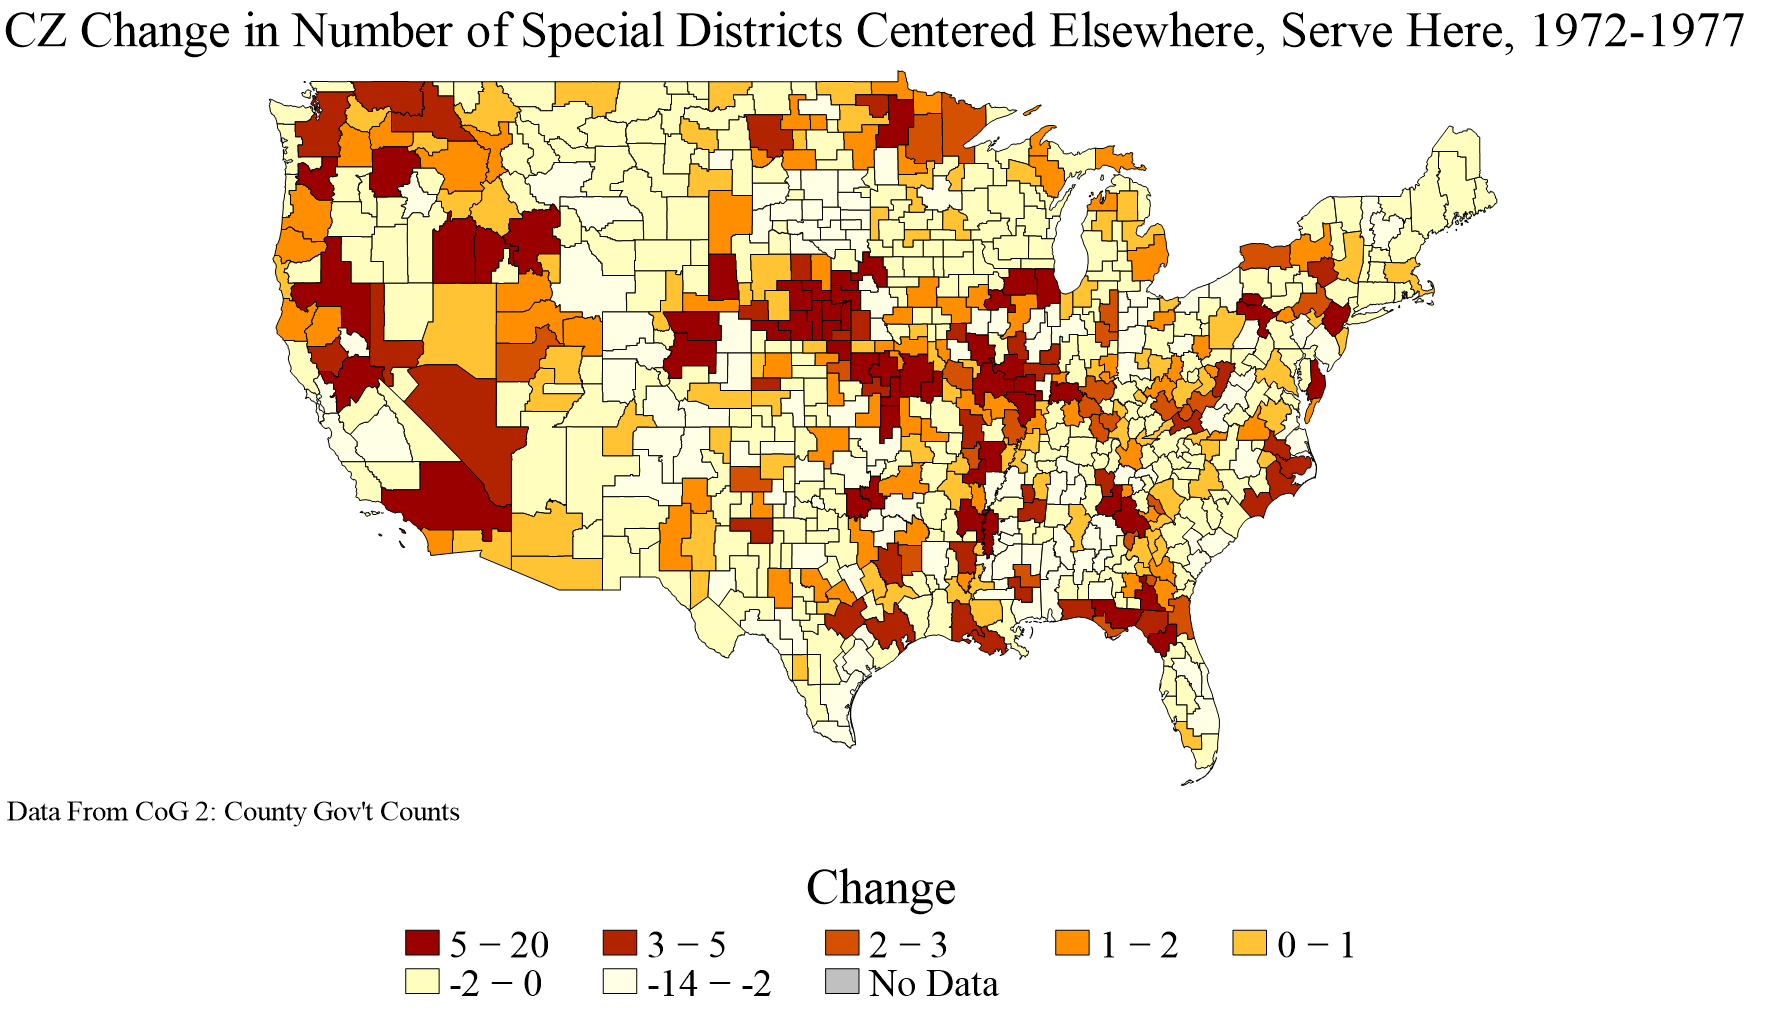 CZ Change in Number of Special Districts Centered Elsewhere, Serve Here, 1972-1977
Data From CoG 2: County Gov't Counts
Change
5 − 20 3 − 5 2 − 3 1 − 2 0 − 1
-2 − 0 -14 − -2 No Data